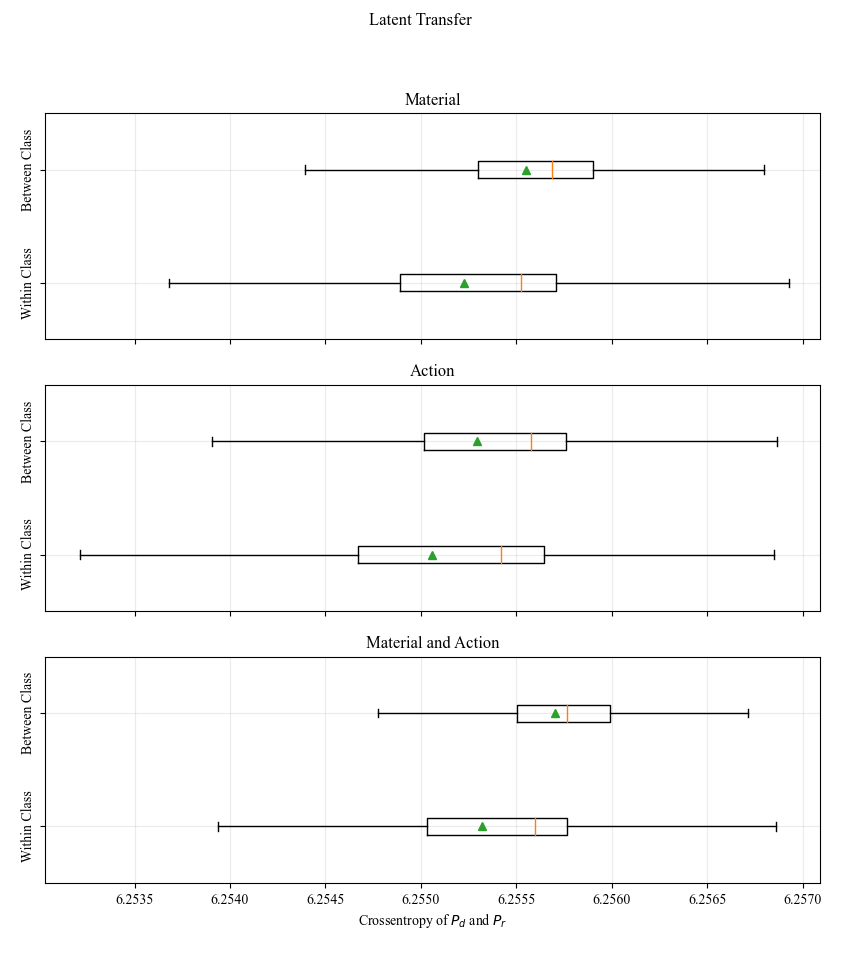 Latent Transfer
Material
Between Class
Within Class
Action
Between Class
Within Class
Material and Action
Between Class
Within Class
6.2535 6.2540 6.2545 6.2550 6.2555 6.2560 6.2565 6.2570
Crossentropy of P_d and P_r